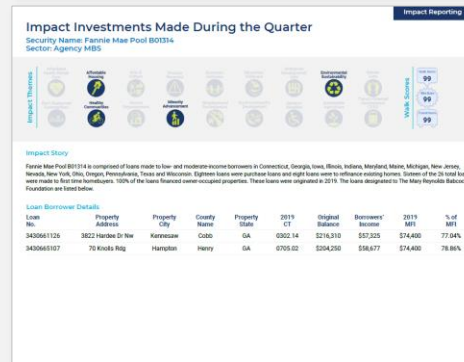 Impact Reporting
Impact Investments Made During the Quarter
Security Name: Fannie Mae Pool B01314
Sector: Agency MBS
Impact Themes
Affordable Housing
Environmental Sustainability
Healthy Communities
Minority Advancement
Walk Scores
99
99
99
Impact Story
Fannie Mae Pool B01314 is comprised of loans made to low- and moderate-income borrowers in Connecticut, Georgia, Iowa, Illinois, Indiana, Maryland, Maine, Michigan, New Jersey,
Nevada, New York, Ohio, Oregon, Pennsylvania, Texas and Wisconsin. Eighteen loans were purchase loans and eight loans were to refinance existing homes. Sixteen of the 26 total loa
were made to first time homebuyers. 100% of the loans financed owner-occupied properties. These loans were originated in 2019. The loans designated to The Mary Reynolds Babcoc
Foundation are listed below.
Loan Borrower Details
Loan No. Property Address Property City County Name Property State 2019 CT Original Balance Borrowers' Income 2019 MFI % of MFI
3430661126 3822 Hardee Dr Nw Kennesaw Cobb GA 0302.14 $216,310 $57,325 $74,400 77.04%
3430665107 70 Knolls Rdg Hampton Henry GA 0705.02 $204,250 $58,677 $74,400 78.86%